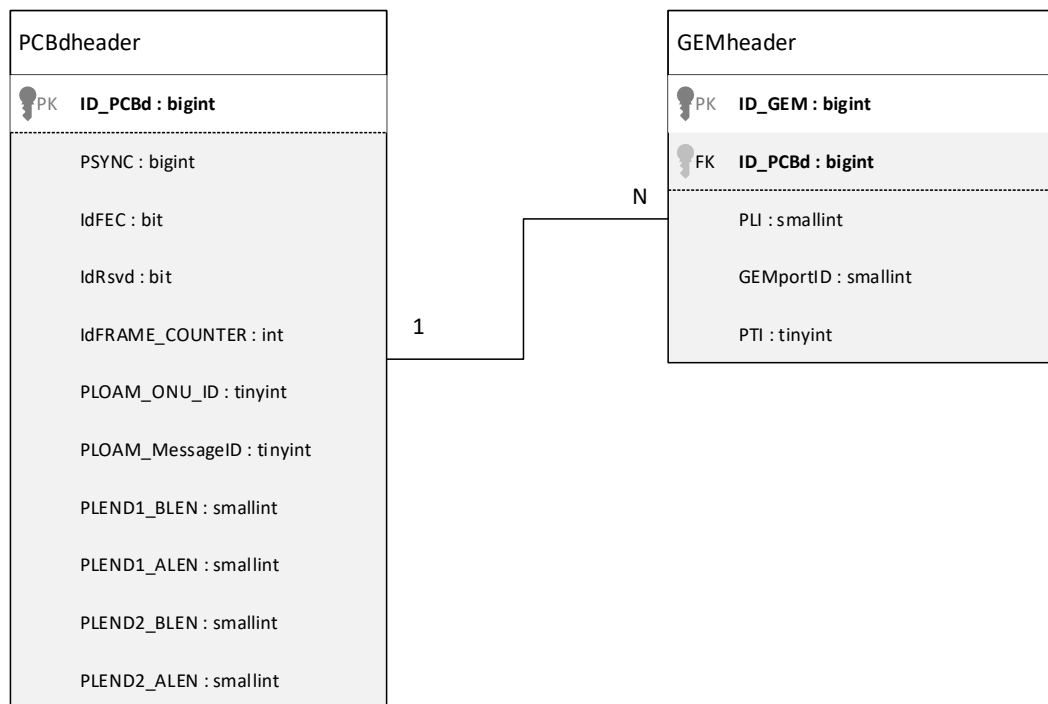 PCBdheader
PK ID_PCBd : bigint
PSYNC : bigint
IdFEC : bit
IdRsvd : bit
IdFRAME_COUNTER : int
PLOAM_ONU_ID : tinyint
PLOAM_MessageID : tinyint
PLEND1_BLEN : smallint
PLEND1_ALEN : smallint
PLEND2_BLEN : smallint
PLEND2_ALEN : smallint
1
N
GEMheader
PK ID_GEM : bigint
FK ID_PCBd : bigint
PLI : smallint
GEMportID : smallint
PTI : tinyint